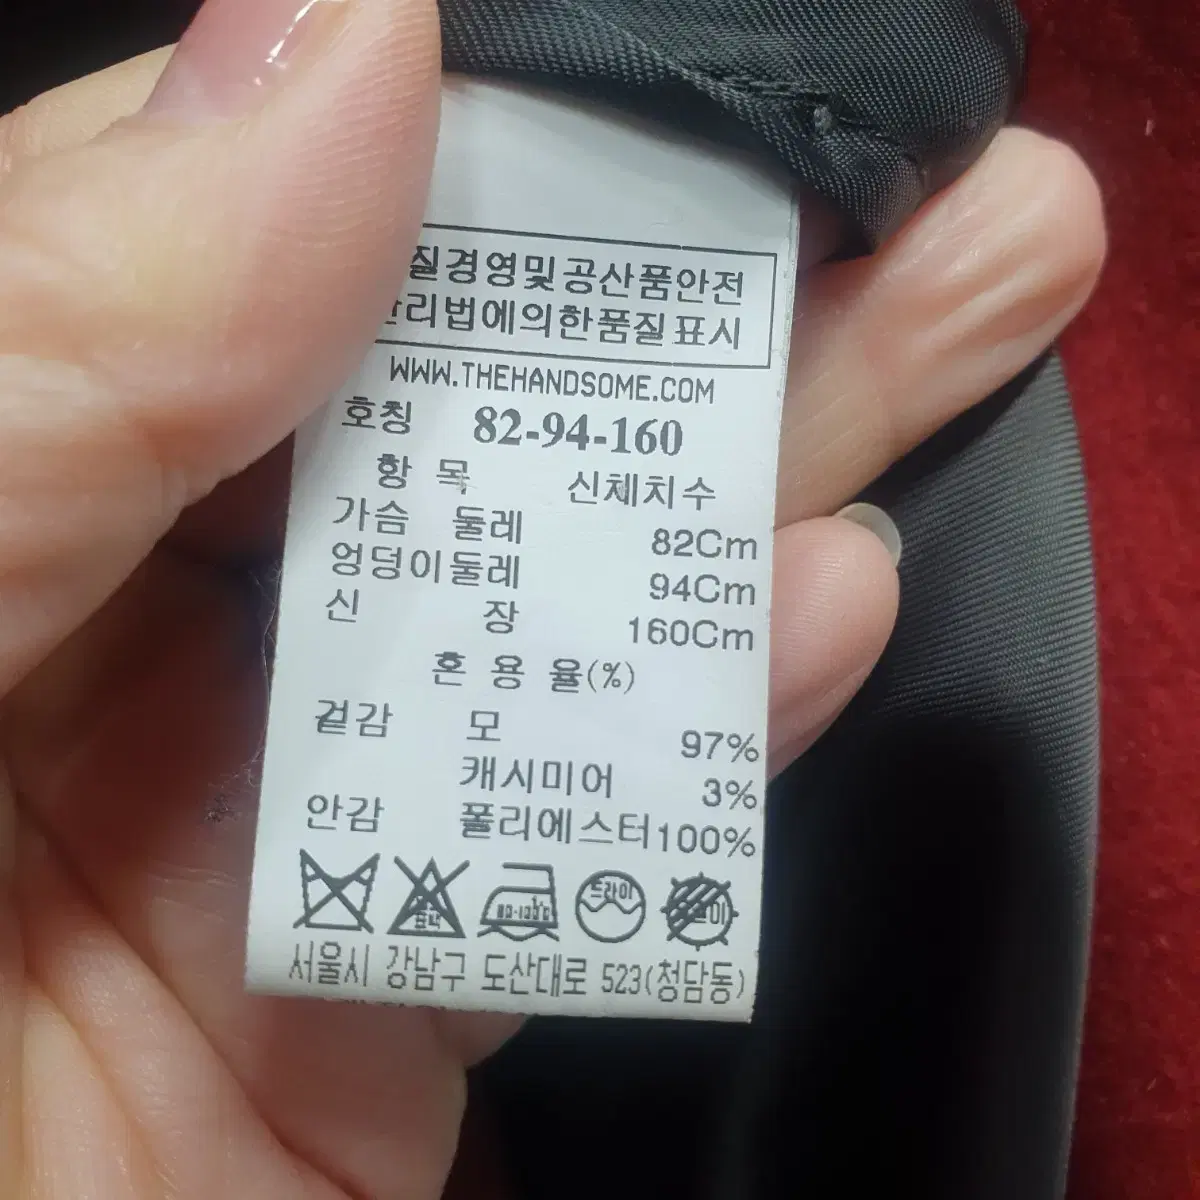 질경영및공산품안전
리법에의한품질표시
WWW.THEHANDSOME.COM
호칭 82-94-160
항 목 신체치수
가슴 둘레 82Cm
엉덩이둘레 94Cm
신 장 160Cm
혼 용 율(%)
겉감 모 97%
캐시미어 3%
안감 폴리에스터 100%
드라이
서울시 강남구 도산대로 523(청담동)